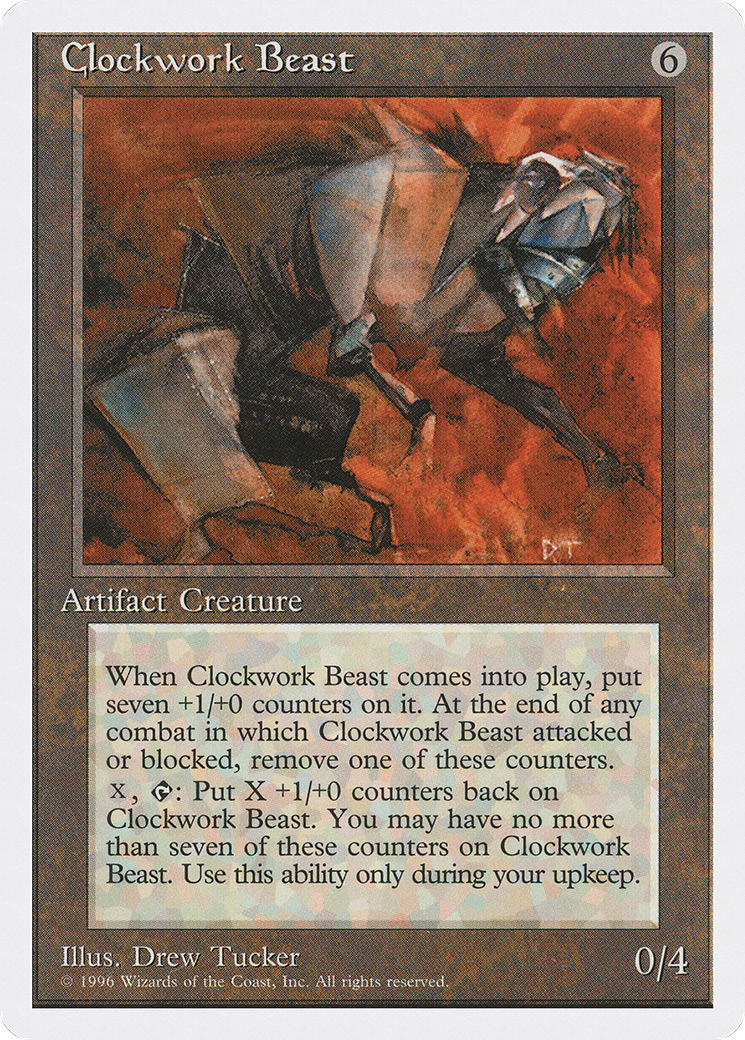 Clockwork Beast
6
DT
Artifact Creature
When Clockwork Beast comes into play, put
seven +1/+0 counters on it. At the end of any
combat in which Clockwork Beast attacked
or blocked, remove one of these counters.
X, : Put X +1/+0 counters back on
Clockwork Beast. You may have no more
than seven of these counters on Clockwork
Beast. Use this ability only during your upkeep.
Illus. Drew Tucker
0/4
© 1996 Wizards of the Coast, Inc. All rights reserved.